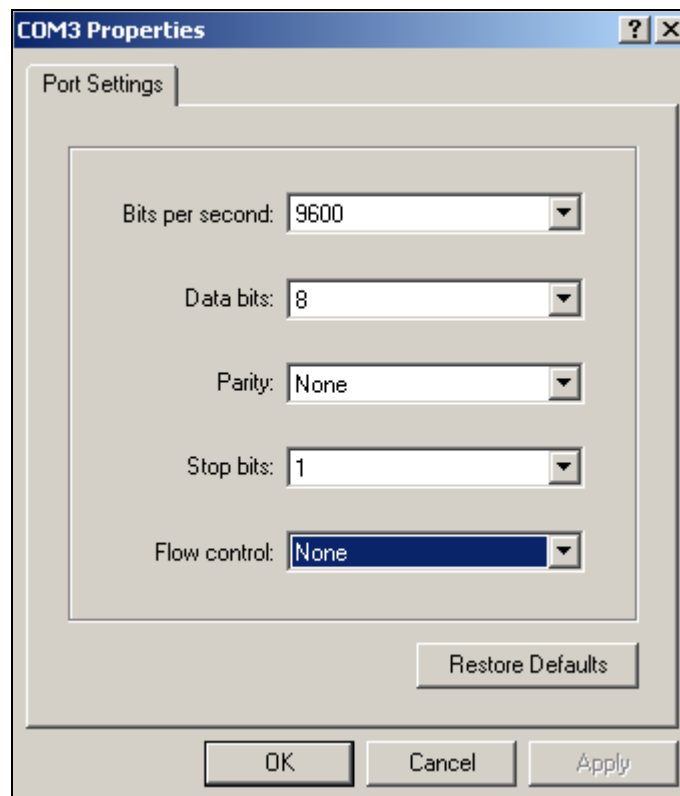 COM3 Properties
Port Settings
Bits per second: 9600
Data bits: 8
Parity: None
Stop bits: 1
Flow control: None
Restore Defaults
OK Cancel Apply